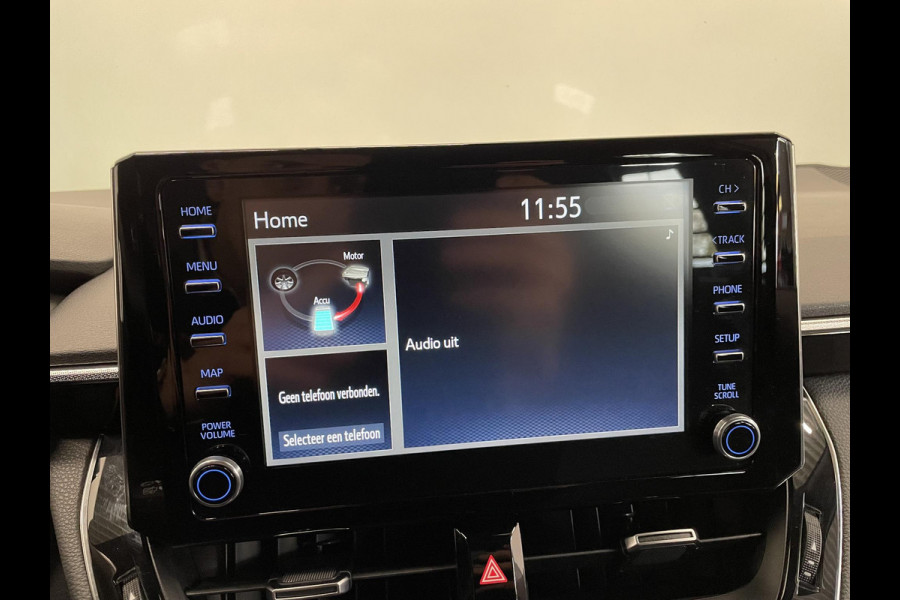 HOME
MENU
AUDIO
MAP
POWER
VOLUME
Home
11:55
Motor
Accu
Geen telefoon verbonden.
Selecteer een telefoon
Audio uit
CH >
< TRACK
PHONE
SETUP
TUNE
SCROLL